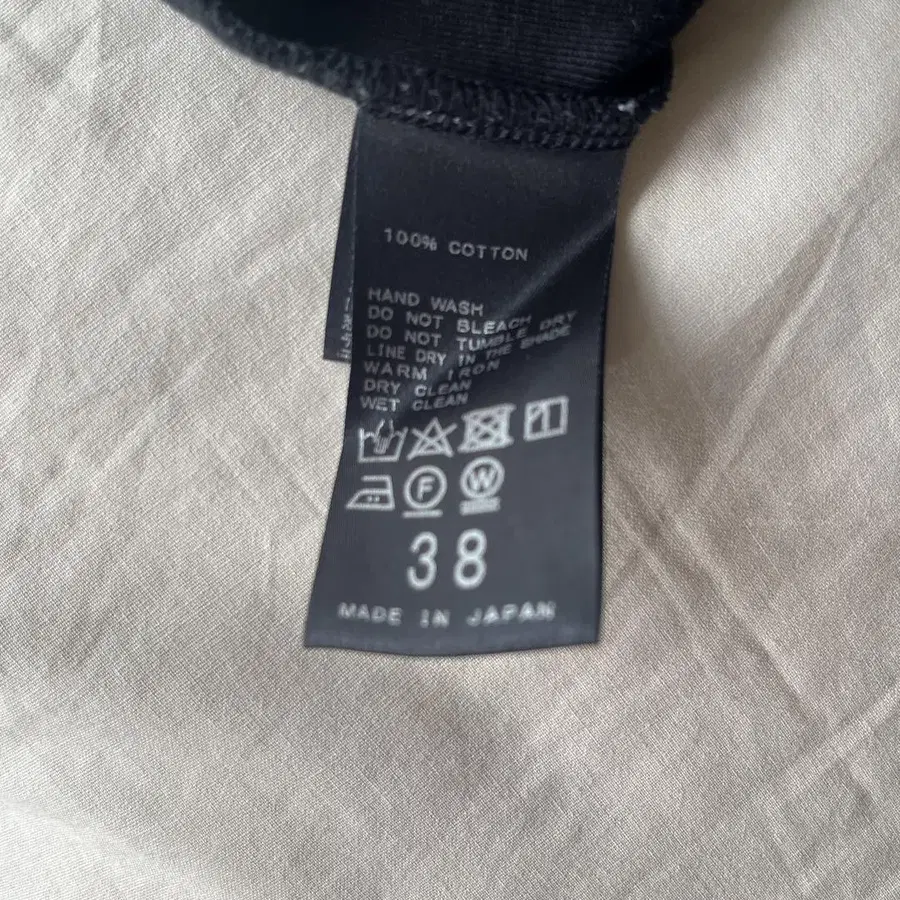 100% COTTON
HAND WASH
DO NOT BLEACH
DO NOT TUMBLE DRY
LINE DRY IN THE SHADE
WARM IRON
DRY CLEAN
WET CLEAN
F W
38
MADE IN JAPAN